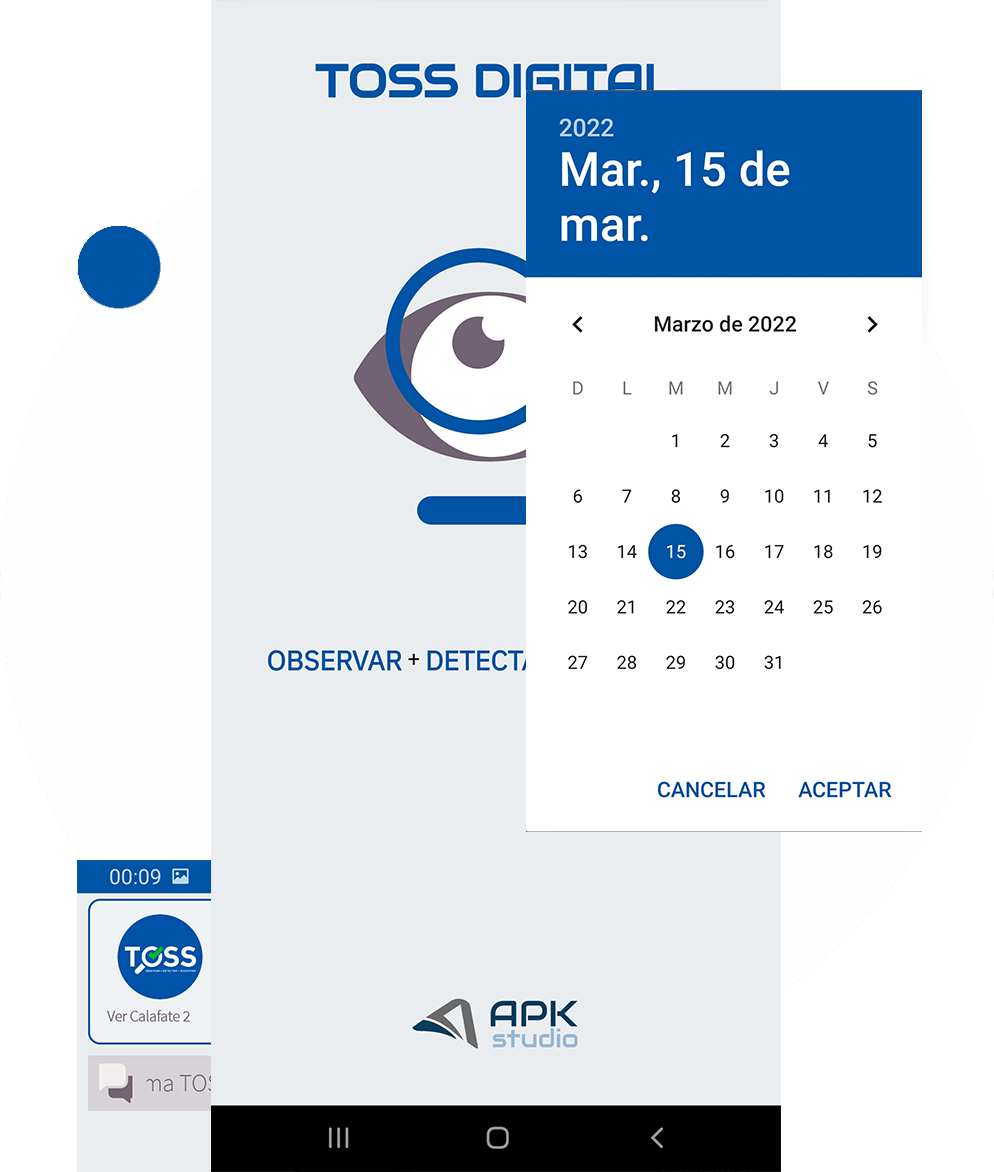 TOSS DIGITAL
2022
Mar., 15 de
mar.
Marzo de 2022
D L M M J V S
1 2 3 4 5
6 7 8 9 10 11 12
13 14 15 16 17 18 19
20 21 22 23 24 25 26
27 28 29 30 31
CANCELAR ACEPTAR
OBSERVAR + DETECTA
00:09
TOSS
Ver Calafate 2
ma TOS
APK
studio